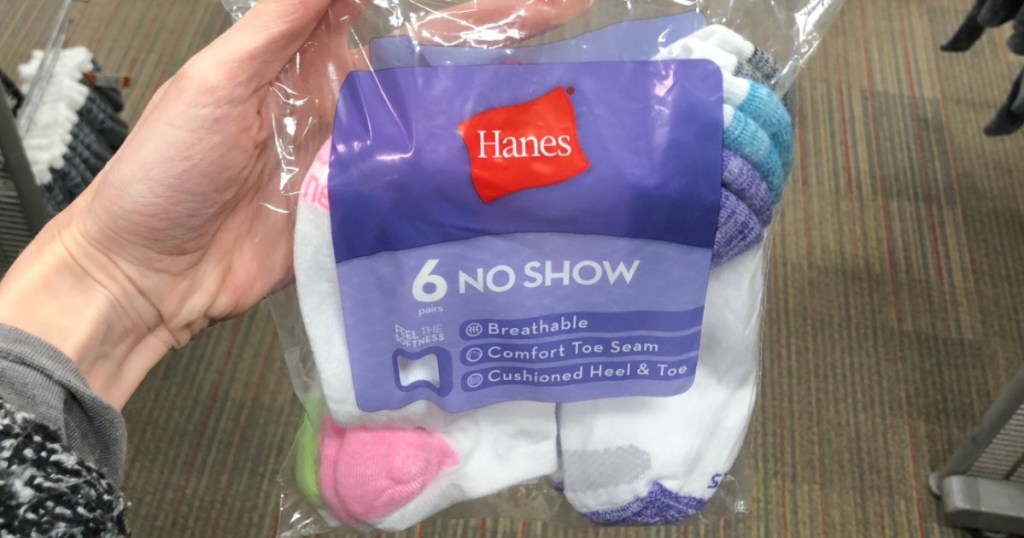 Hanes
6 NO SHOW
pairs
FEEL THE
SOFTNESS
Breathable
Comfort Toe Seam
Cushioned Heel & Toe